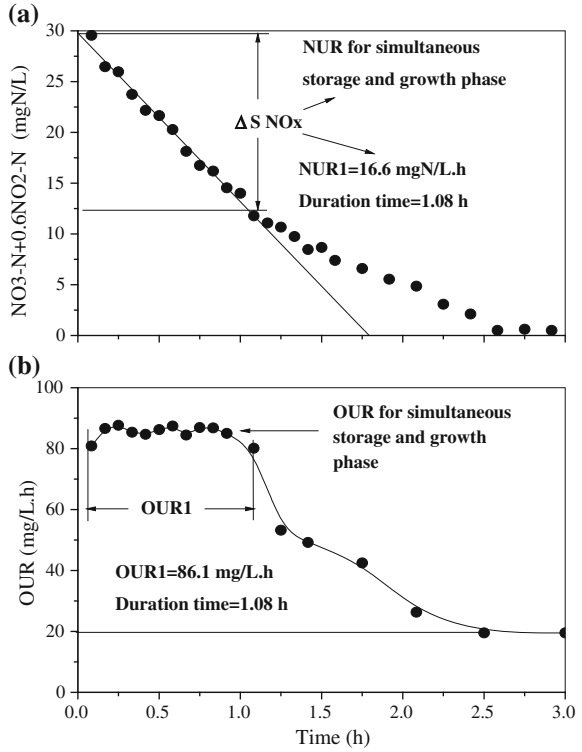 (a)
30
25
20
15
10
5
0
NO3-N+0.6NO2-N (mgN/L)
NUR for simultaneous
storage and growth phase
ΔS NOx
NUR1=16.6 mgN/L.h
Duration time=1.08 h
(b)
100
80
60
40
20
0
OUR (mg/L.h)
OUR for simultaneous
storage and growth
phase
OUR1
OUR1=86.1 mg/L.h
Duration time=1.08 h
0.0 0.5 1.0 1.5 2.0 2.5 3.0
Time (h)